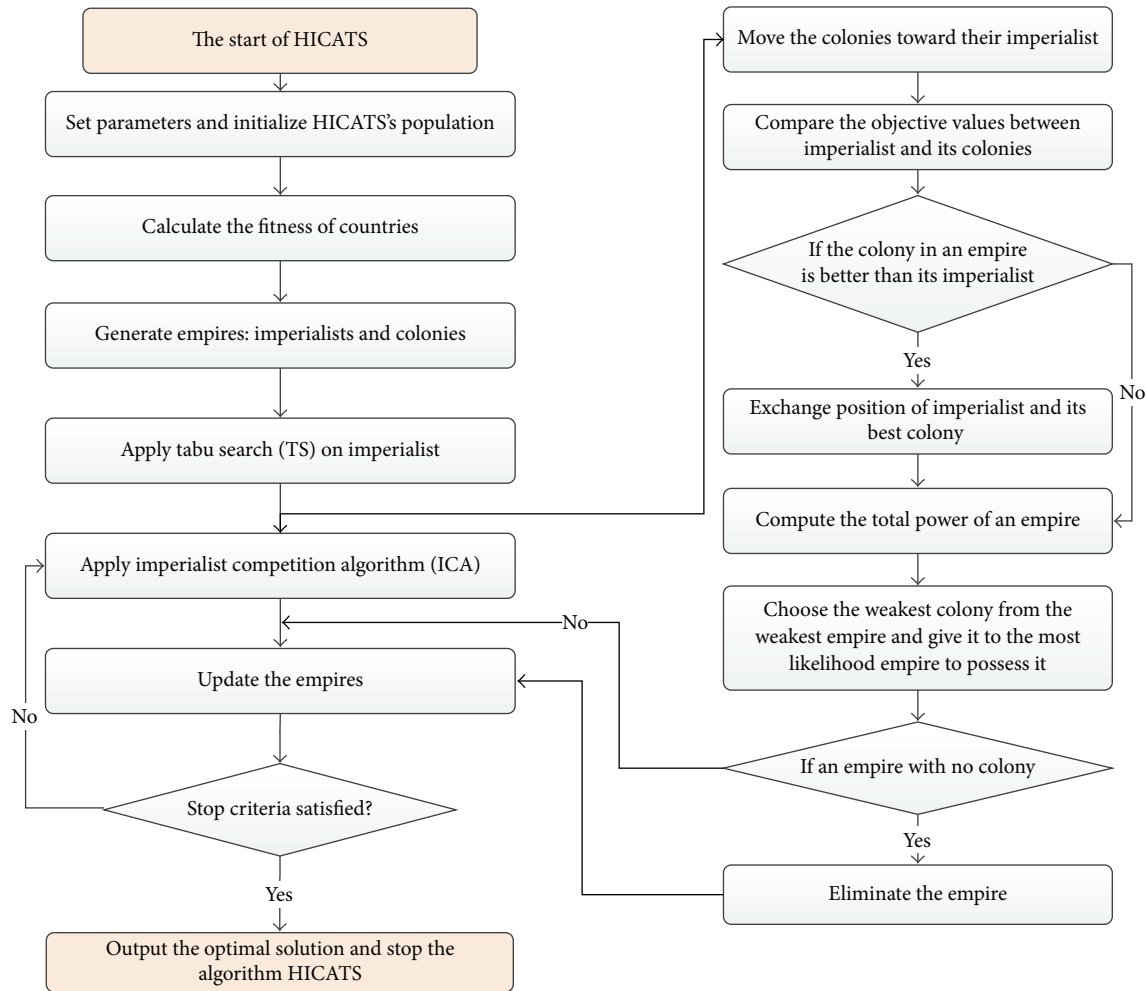 The start of HICATS
Set parameters and initialize HICATS's population
Calculate the fitness of countries
Generate empires: imperialists and colonies
Apply tabu search (TS) on imperialist
Apply imperialist competition algorithm (ICA)
No
Update the empires
No
Stop criteria satisfied?
Yes
Output the optimal solution and stop the
algorithm HICATS
Move the colonies toward their imperialist
Compare the objective values between
imperialist and its colonies
If the colony in an empire
is better than its imperialist
Yes
No
Exchange position of imperialist and its
best colony
Compute the total power of an empire
Choose the weakest colony from the
weakest empire and give it to the most
likelihood empire to possess it
If an empire with no colony
Yes
Eliminate the empire